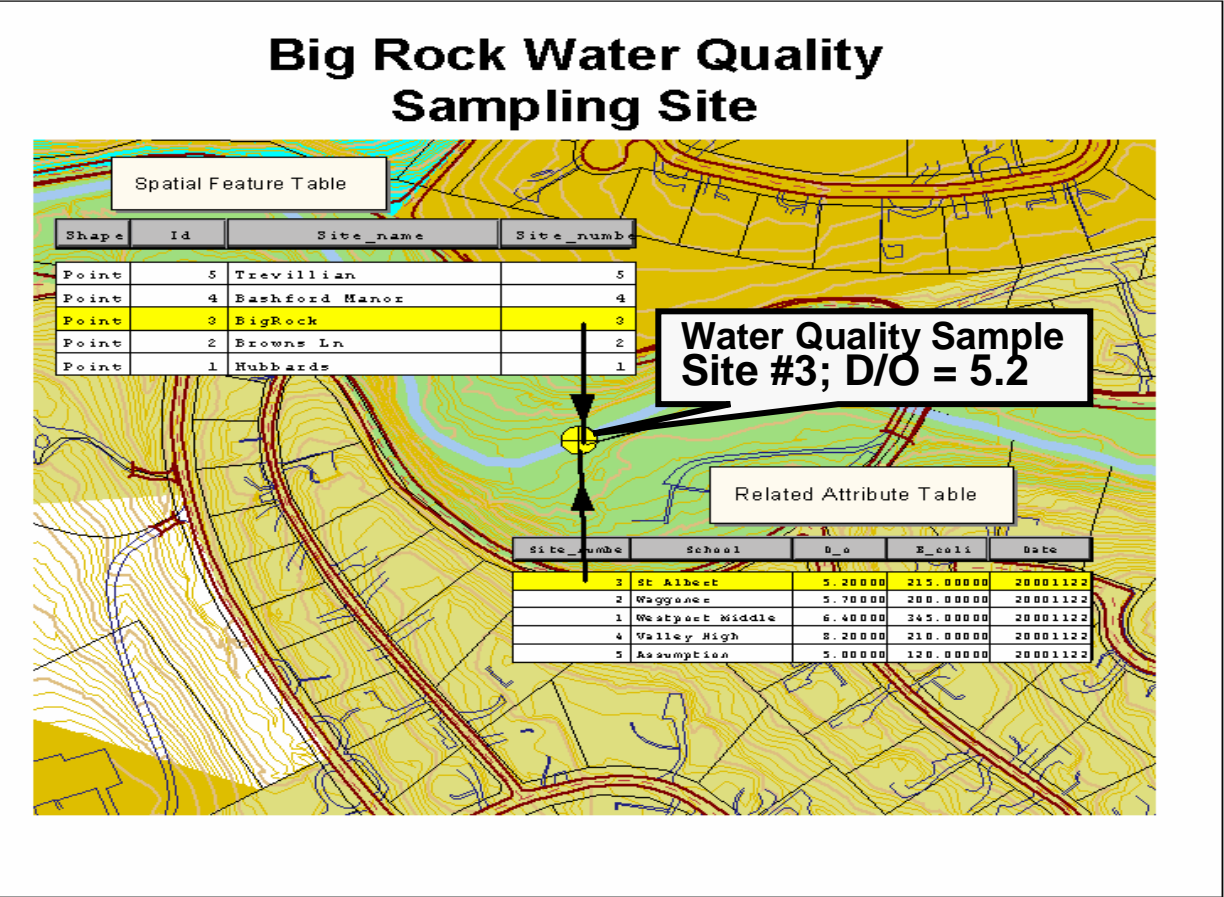 Big Rock Water Quality
Sampling Site
Spatial Feature Table
Shape Id Site_name Site_numbe
Point 5 Trevillian 5
Point 4 Bashford Manor 4
Point 3 BigRock 3
Point 2 Browns Ln 2
Point 1 Hubbards 1
Water Quality Sample
Site #3; D/O = 5.2
Related Attribute Table
Site_numbe School D_o E_coli Date
3 St Albert 5.20000 215.00000 20001122
2 Waggoner 5.70000 200.00000 20001122
1 Westport Middle 6.40000 345.00000 20001122
4 Valley High 8.20000 210.00000 20001122
5 Assumption 5.00000 120.00000 20001122